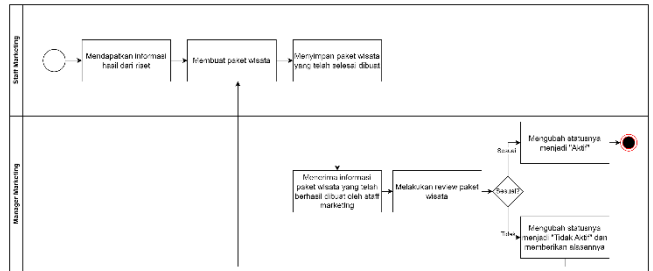 Staff Marketing
Mendapatkan informasi
hasil dari riset
Membuat paket wisata
Menyimpan paket wisata
yang telah selesai dibuat
Manager Marketing
Menerima informasi
paket wisata yang telah
berhasil dibuat oleh staff
marketing
Melakukan review paket
wisata
Sesuai?
Sesuai
Mengubah statusnya
menjadi "Aktif"
Tidak
Mengubah statusnya
menjadi "Tidak Aktif" dan
memberikan alasannya